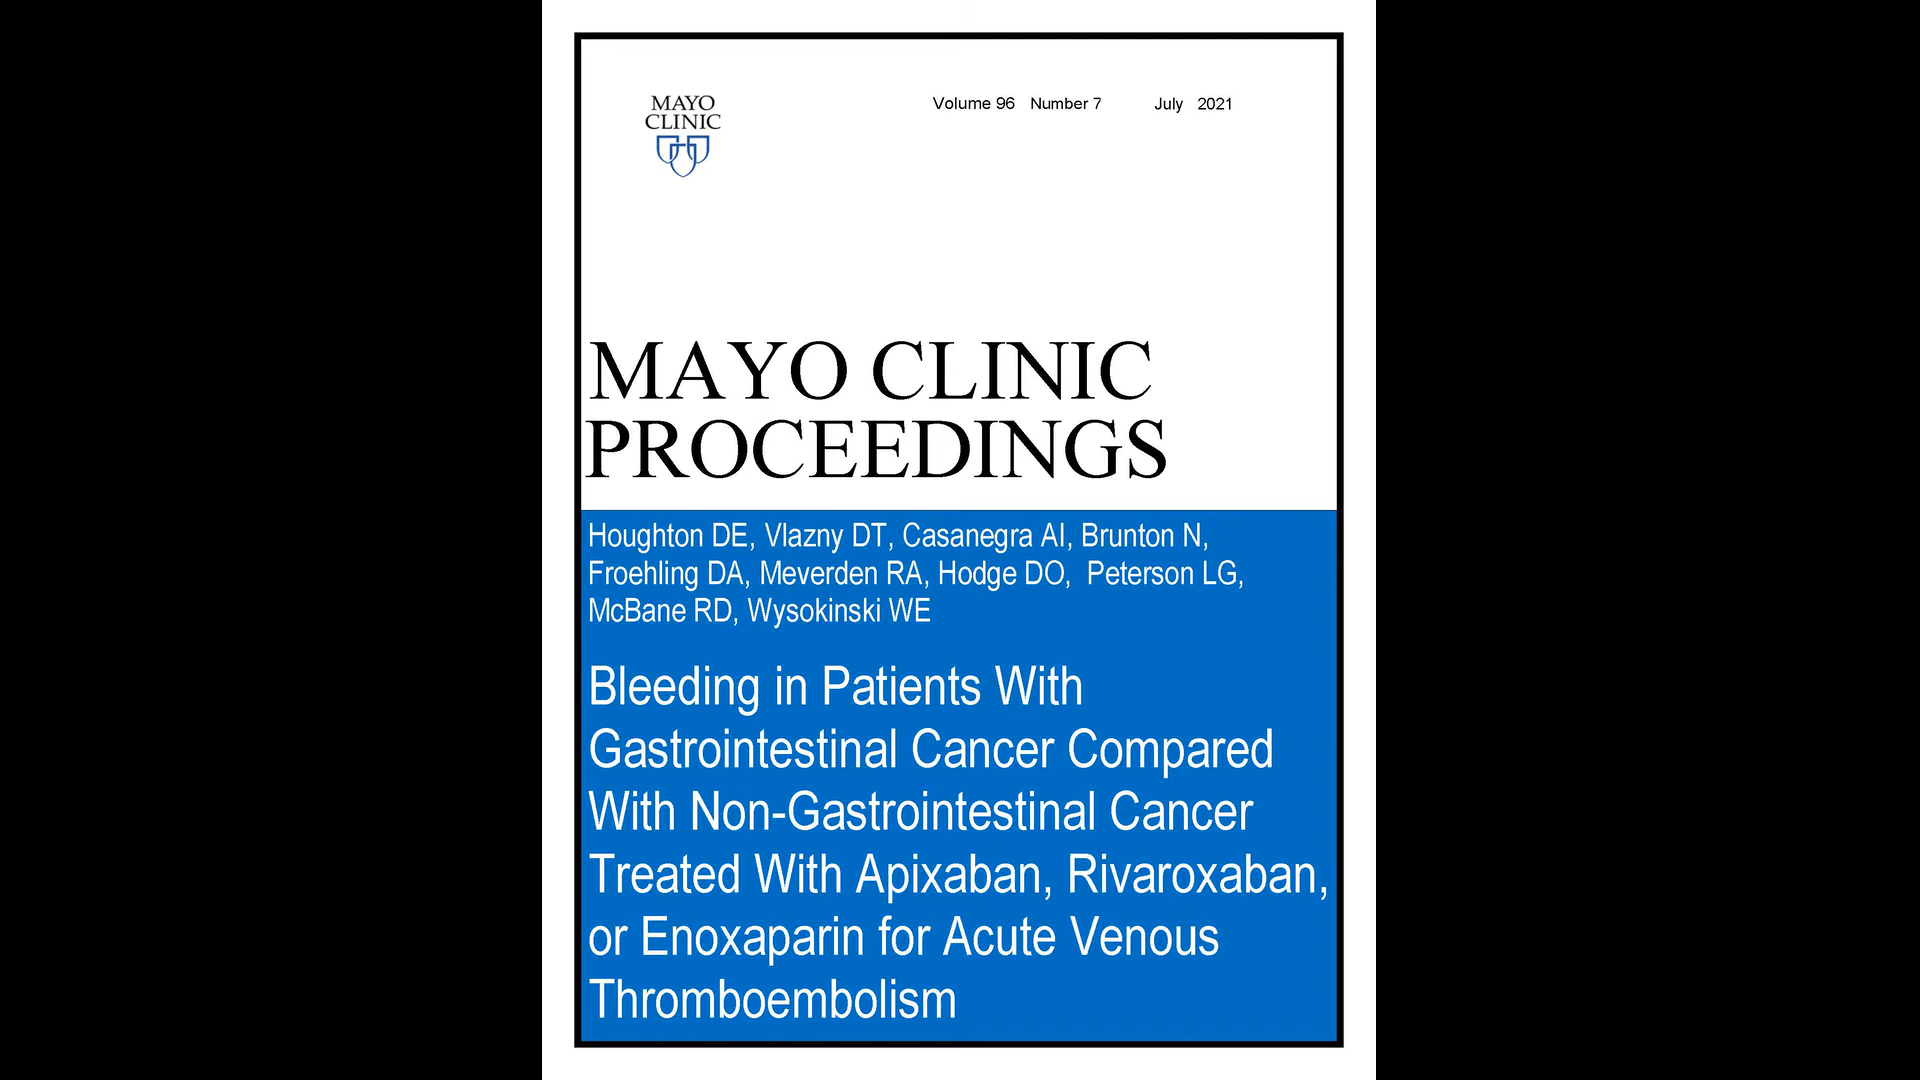 MAYO
CLINIC
Volume 96 Number 7 July 2021
MAYO CLINIC
PROCEEDINGS
Houghton DE, Vlazny DT, Casanegra AI, Brunton N,
Froehling DA, Meverden RA, Hodge DO, Peterson LG,
McBane RD, Wysokinski WE
Bleeding in Patients With
Gastrointestinal Cancer Compared
With Non-Gastrointestinal Cancer
Treated With Apixaban, Rivaroxaban,
or Enoxaparin for Acute Venous
Thromboembolism